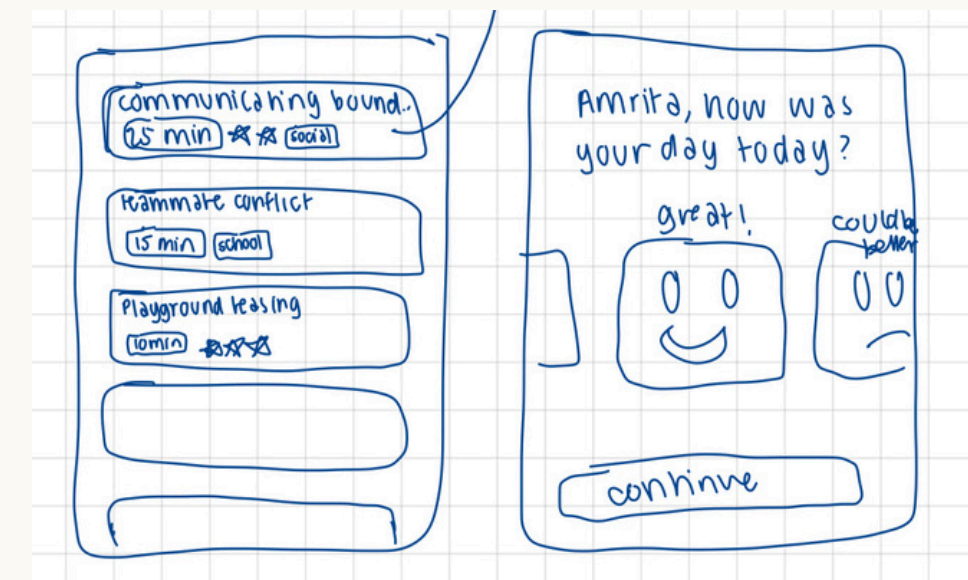 communicating bound..
25 min social
teammate conflict
15 min school
Playground teasing
10min
Amrita, how was
your day today?
great!
could be
better
continue